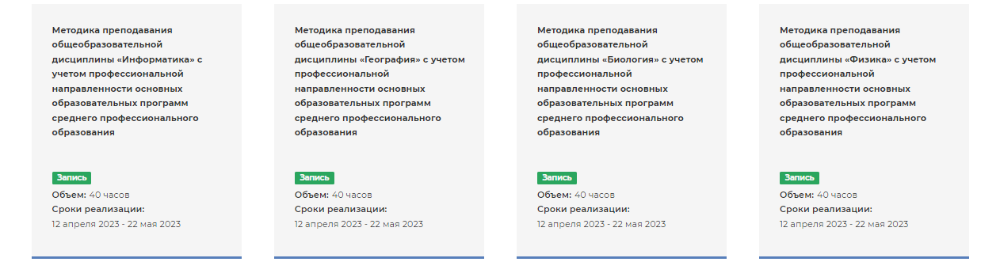 Методика преподавания
общеобразовательной
дисциплины «Информатика» с
учетом профессиональной
направленности основных
образовательных программ
среднего профессионального
образования
Запись
Объем: 40 часов
Сроки реализации:
12 апреля 2023 - 22 мая 2023
Методика преподавания
общеобразовательной
дисциплины «География» с учетом
профессиональной
направленности основных
образовательных программ
среднего профессионального
образования
Запись
Объем: 40 часов
Сроки реализации:
12 апреля 2023 - 22 мая 2023
Методика преподавания
общеобразовательной
дисциплины «Биология» с учетом
профессиональной
направленности основных
образовательных программ
среднего профессионального
образования
Запись
Объем: 40 часов
Сроки реализации:
12 апреля 2023 - 22 мая 2023
Методика преподавания
общеобразовательной
дисциплины «Физика» с учетом
профессиональной
направленности основных
образовательных программ
среднего профессионального
образования
Запись
Объем: 40 часов
Сроки реализации:
12 апреля 2023 - 22 мая 2023